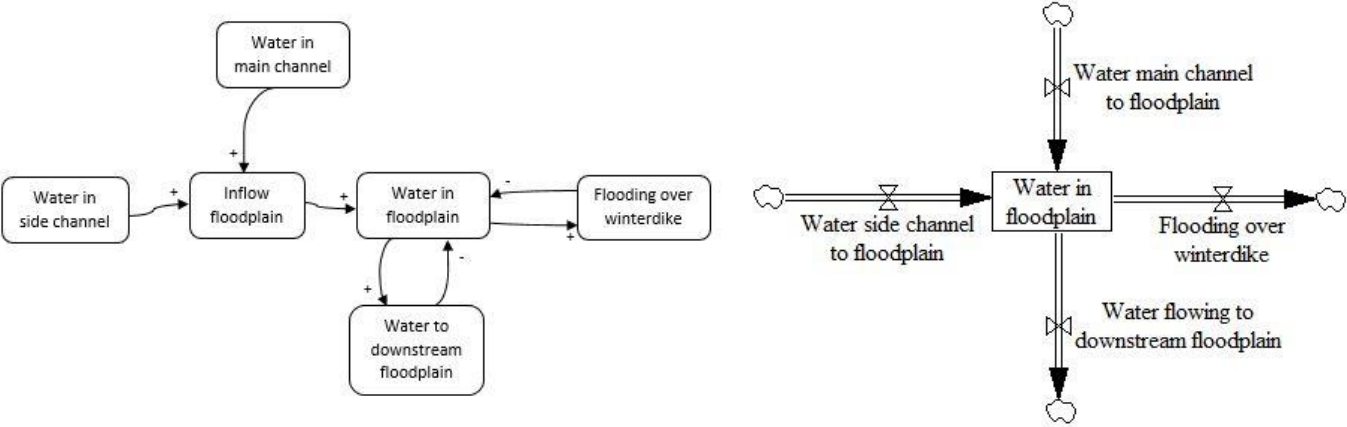 Water in
main channel
+
Water in
side channel
+
Inflow
floodplain
+
Water in
floodplain
-
+
Flooding over
winterdike
+
-
Water to
downstream
floodplain
Water main channel
to floodplain
Water in
floodplain
Water side channel
to floodplain
Flooding over
winterdike
Water flowing to
downstream floodplain